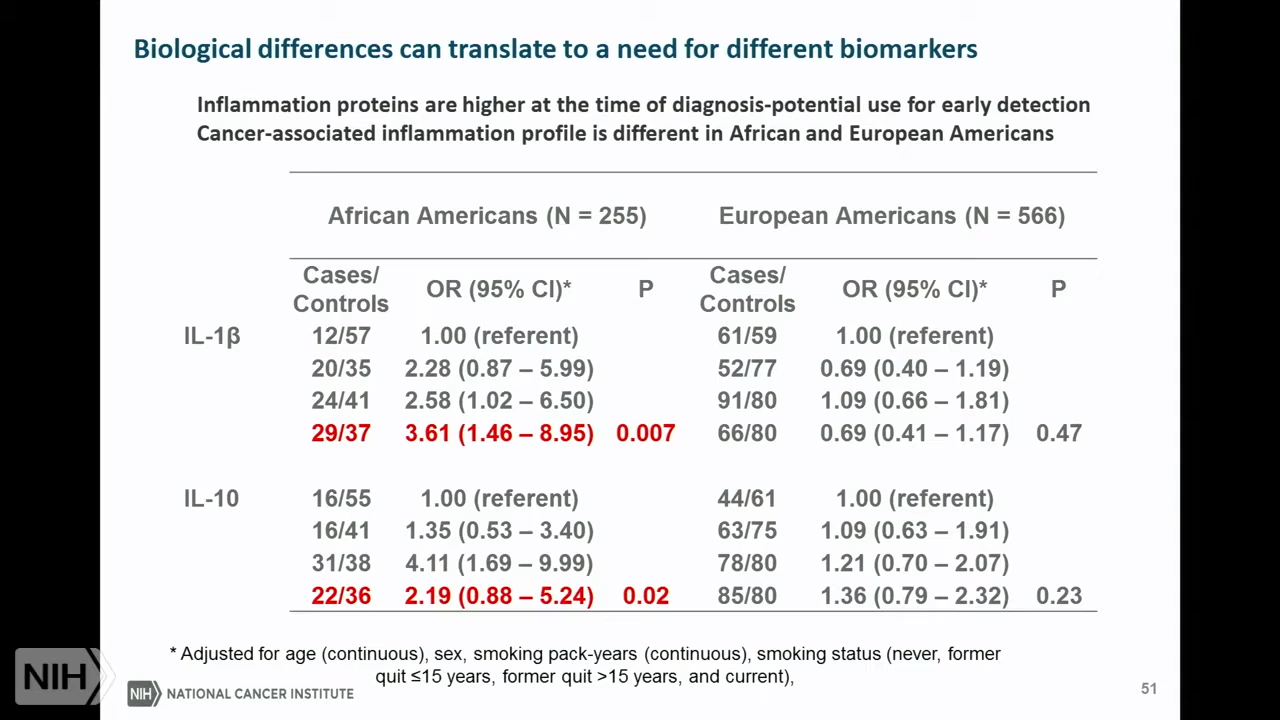 Biological differences can translate to a need for different biomarkers
Inflammation proteins are higher at the time of diagnosis-potential use for early detection
Cancer-associated inflammation profile is different in African and European Americans
African Americans (N = 255) European Americans (N = 566)
Cases/ Controls OR (95% CI)* P Cases/ Controls OR (95% CI)* P
IL-1β 12/57 1.00 (referent) 61/59 1.00 (referent)
20/35 2.28 (0.87 – 5.99) 52/77 0.69 (0.40 – 1.19)
24/41 2.58 (1.02 – 6.50) 91/80 1.09 (0.66 – 1.81)
29/37 3.61 (1.46 – 8.95) 0.007 66/80 0.69 (0.41 – 1.17) 0.47
IL-10 16/55 1.00 (referent) 44/61 1.00 (referent)
16/41 1.35 (0.53 – 3.40) 63/75 1.09 (0.63 – 1.91)
31/38 4.11 (1.69 – 9.99) 78/80 1.21 (0.70 – 2.07)
22/36 2.19 (0.88 – 5.24) 0.02 85/80 1.36 (0.79 – 2.32) 0.23
* Adjusted for age (continuous), sex, smoking pack-years (continuous), smoking status (never, former
quit ≤15 years, former quit >15 years, and current),
NIH
NIH NATIONAL CANCER INSTITUTE
51